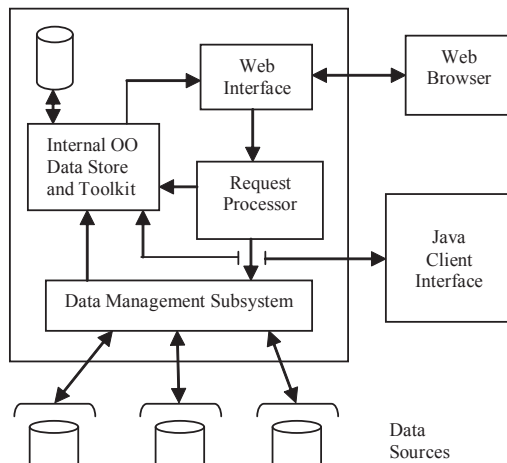 Web
Interface
Web
Browser
Internal OO
Data Store
and Toolkit
Request
Processor
Java
Client
Interface
Data Management Subsystem
Data
Sources